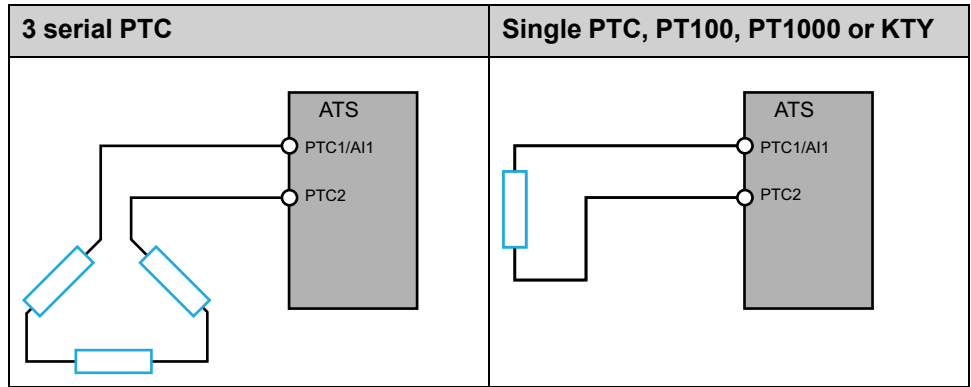 3 serial PTC
Single PTC, PT100, PT1000 or KTY
ATS
PTC1/AI1
PTC2
ATS
PTC1/AI1
PTC2